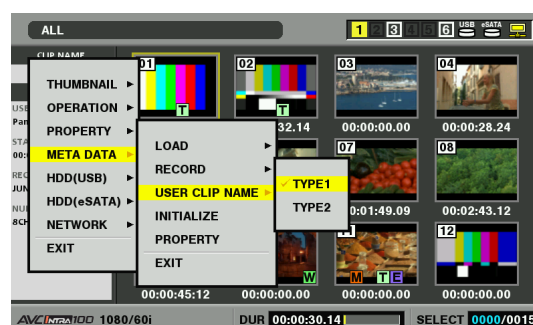 ALL
1 2 3 4 5 6 USB eSATA
CLIP NAME
01
02
03
04
THUMBNAIL
OPERATION
PROPERTY
META DATA
HDD(USB)
HDD(eSATA)
NETWORK
EXIT
T
T
32.14
00:00:00.00
00:00:28.24
LOAD
RECORD
USER CLIP NAME
INITIALIZE
PROPERTY
EXIT
TYPE1
TYPE2
07
08
:01:49.09
00:02:43.12
12
W
M T E
00:00:45:12
00:00:00.00
00:00:00.00
00:00:00.00
AVC INTRA 100 1080/60i
DUR 00:00:30.14
SELECT 0000/0015